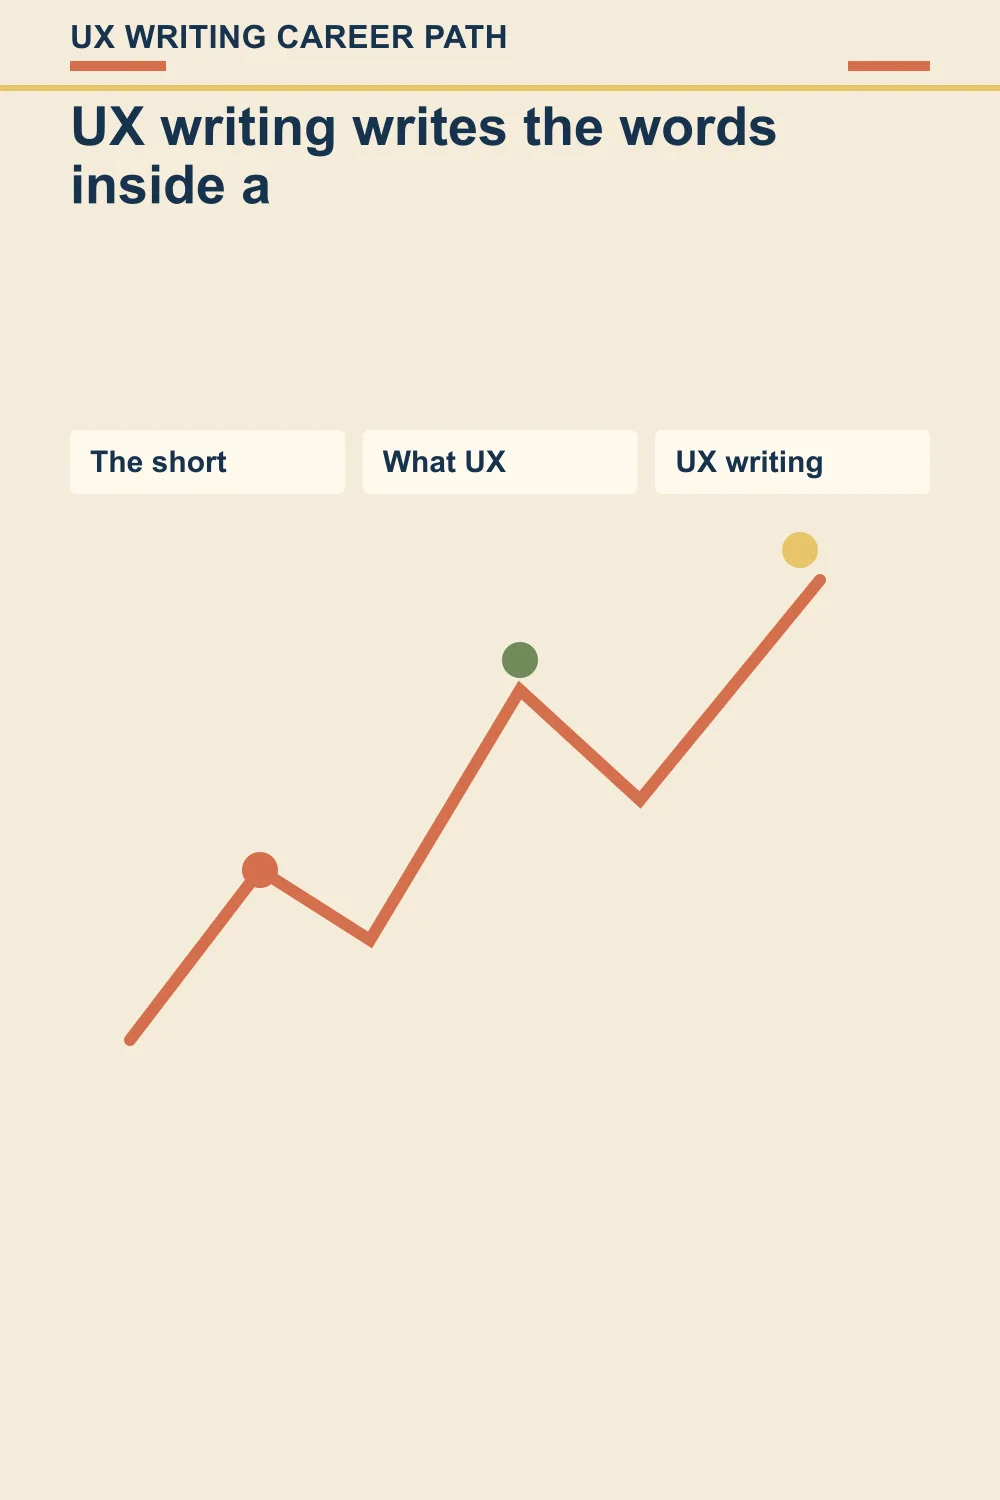 UX WRITING CAREER PATH
UX writing writes the words
inside a
The short
What UX
UX writing